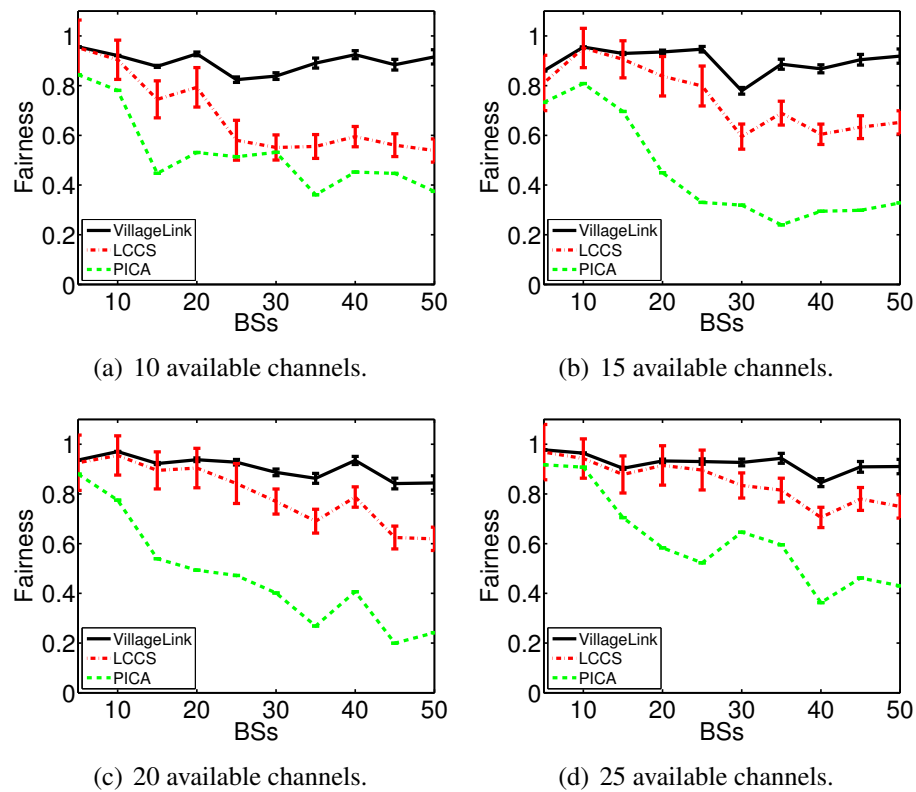 1
0.8
0.6
0.4
0.2
0
Fairness
VillageLink
LCCS
PICA
10 20 30 40 50
BSs
(a) 10 available channels.
1
0.8
0.6
0.4
0.2
0
Fairness
VillageLink
LCCS
PICA
10 20 30 40 50
BSs
(b) 15 available channels.
1
0.8
0.6
0.4
0.2
0
Fairness
VillageLink
LCCS
PICA
10 20 30 40 50
BSs
(c) 20 available channels.
1
0.8
0.6
0.4
0.2
0
Fairness
VillageLink
LCCS
PICA
10 20 30 40 50
BSs
(d) 25 available channels.